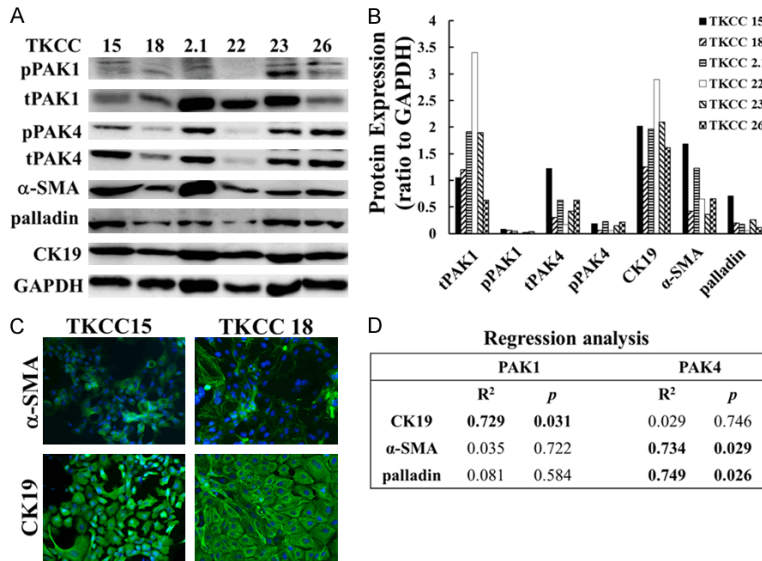 A
TKCC 15 18 2.1 22 23 26
pPAK1
tPAK1
pPAK4
tPAK4
α-SMA
palladin
CK19
GAPDH
B
Protein Expression
(ratio to GAPDH)
4
3.5
3
2.5
2
1.5
1
0.5
0
tPAK1 pPAK1 tPAK4 pPAK4 CK19 α-SMA palladin
TKCC 15
TKCC 18
TKCC 2.1
TKCC 22
TKCC 23
TKCC 26
C
TKCC15 TKCC 18
α-SMA
CK19
D
Regression analysis
PAK1 PAK4
R² p R² p
CK19 0.729 0.031 0.029 0.746
α-SMA 0.035 0.722 0.734 0.029
palladin 0.081 0.584 0.749 0.026